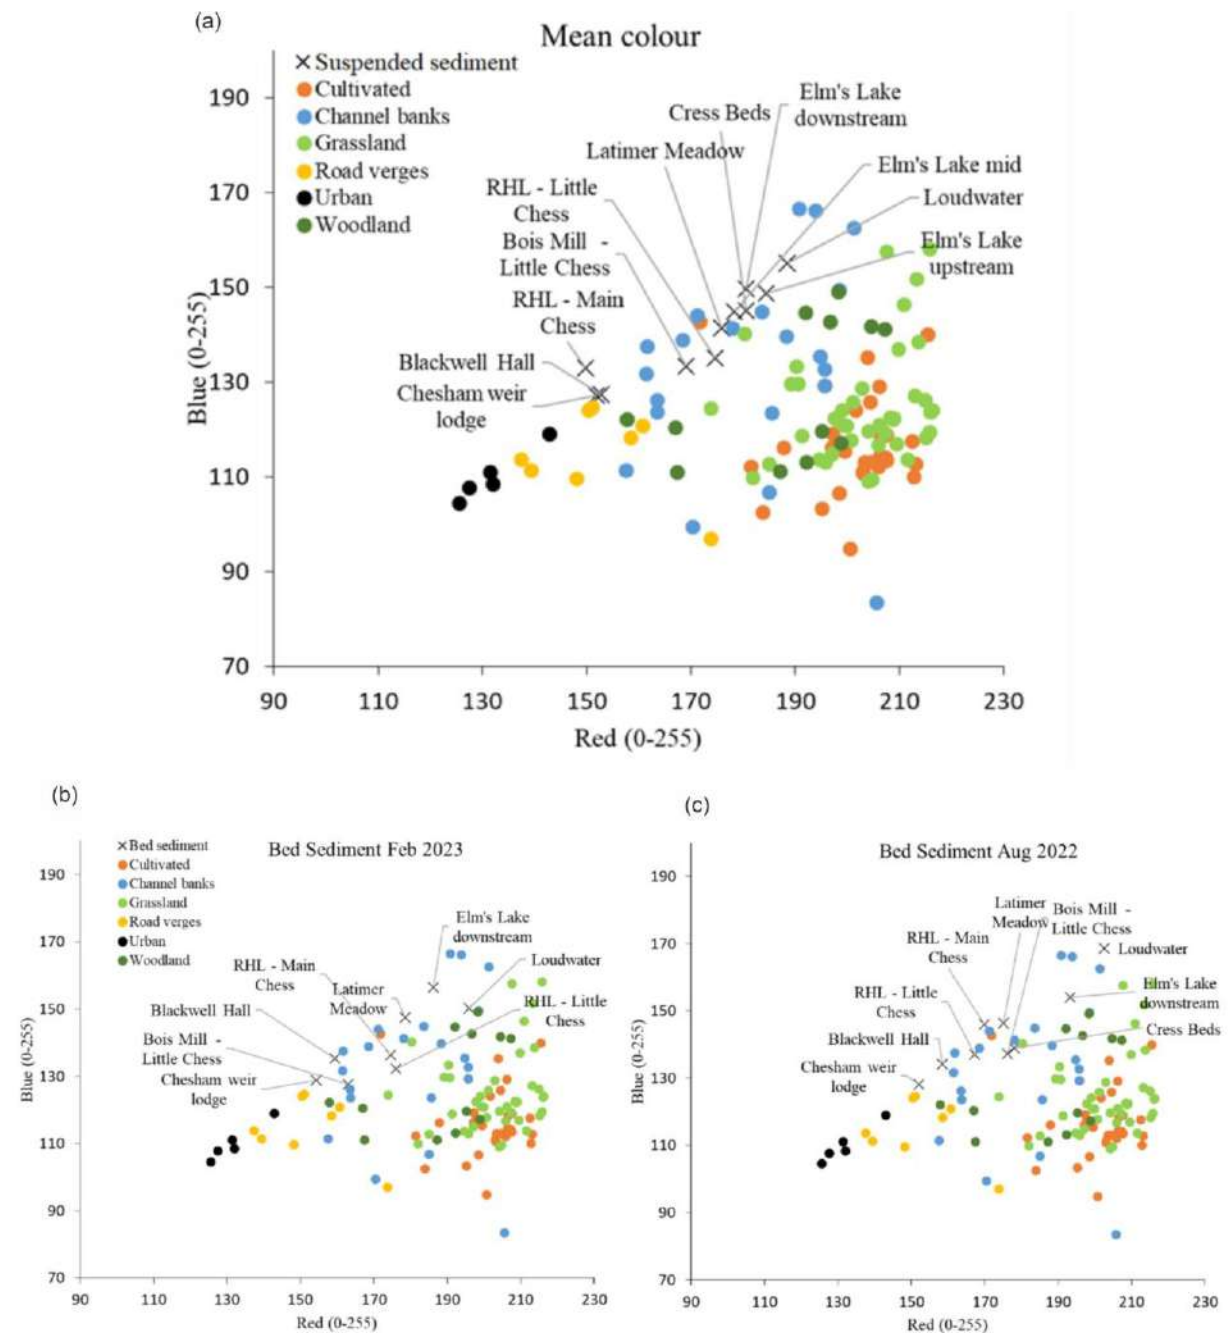 (a)
Mean colour
Suspended sediment
Cultivated
Channel banks
Grassland
Road verges
Urban
Woodland
Elm's Lake
downstream
Cress Beds
Latimer Meadow
Elm's Lake mid
RHL - Little
Chess
Loudwater
Bois Mill -
Little Chess
Elm's Lake
upstream
RHL - Main
Chess
Blackwell Hall
Chesham weir
lodge
Blue (0-255)
190
170
150
130
110
90
70
90 110 130 150 170 190 210 230
Red (0-255)
(b)
Bed Sediment Feb 2023
Bed sediment
Cultivated
Channel banks
Grassland
Road verges
Urban
Woodland
Elm's Lake
downstream
RHL - Main
Chess
Loudwater
Latimer
Meadow
RHL - Little
Chess
Blackwell Hall
Bois Mill -
Little Chess
Chesham weir
lodge
Blue (0-255)
190
170
150
130
110
90
70
90 110 130 150 170 190 210 230
Red (0-255)
(c)
Bed Sediment Aug 2022
Latimer
Meadow
Bois Mill -
Little Chess
RHL - Main
Chess
Loudwater
RHL - Little
Chess
Elm's Lake
downstream
Blackwell Hall
Cress Beds
Chesham weir
lodge
Blue (0-255)
190
170
150
130
110
90
70
90 110 130 150 170 190 210 230
Red (0-255)